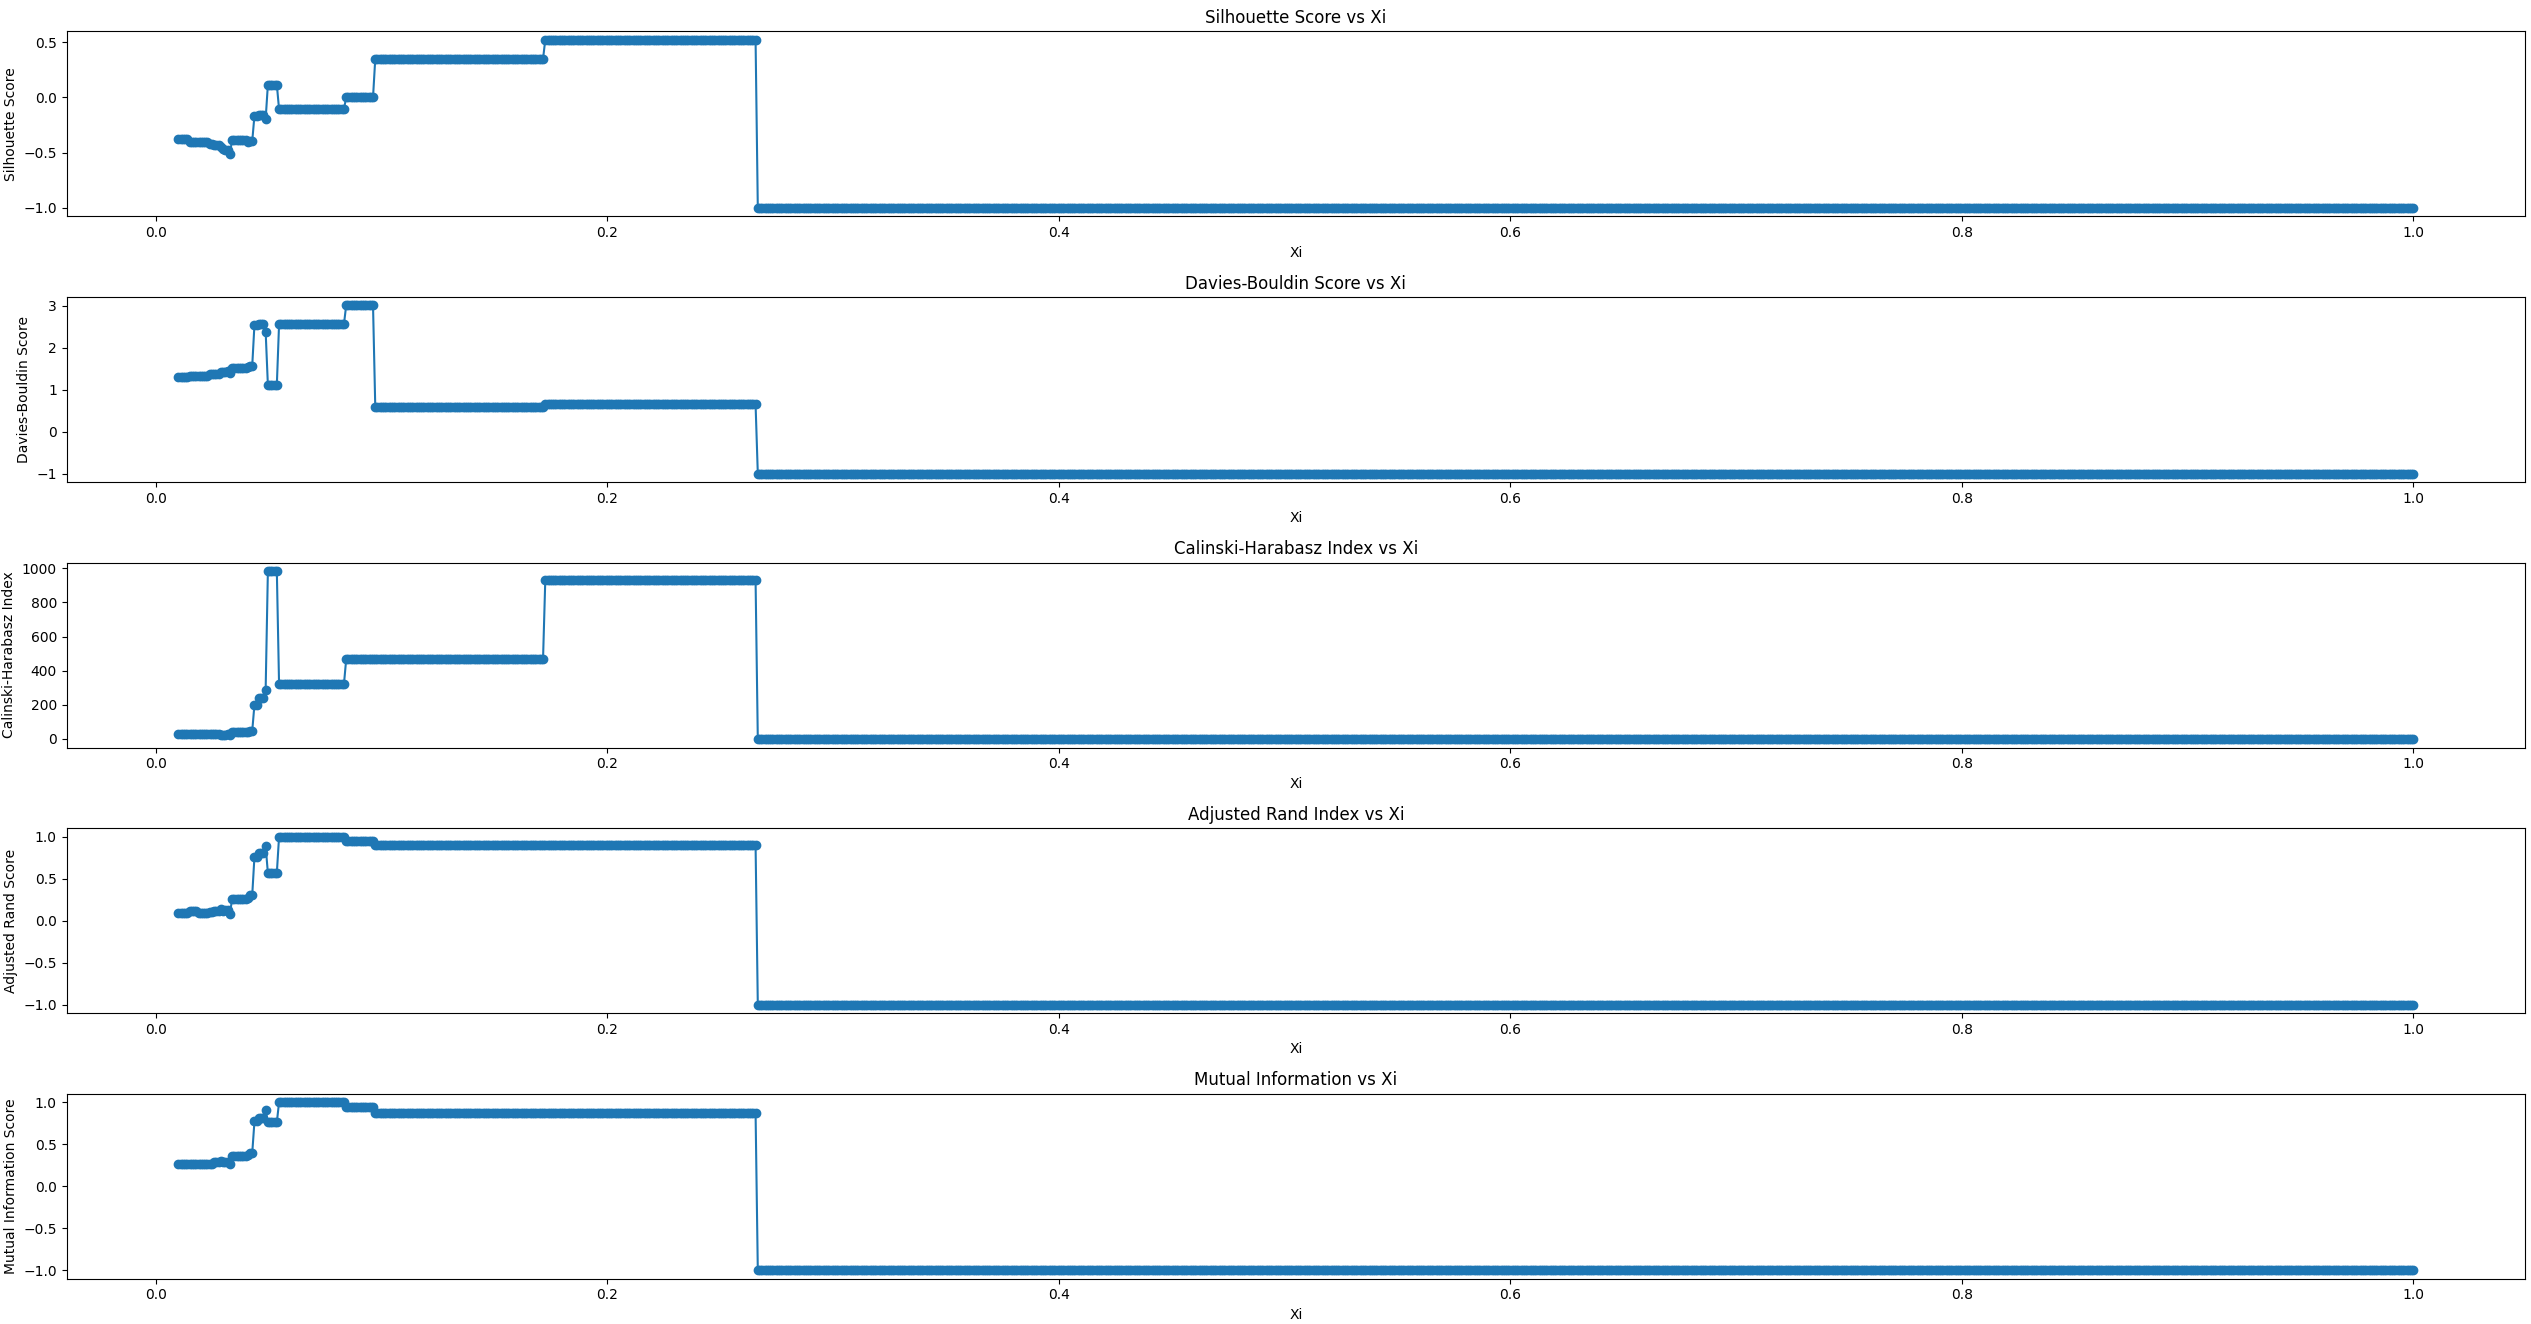 Silhouette Score vs Xi
Silhouette Score
0.5
0.0
−0.5
−1.0
0.0 0.2 0.4 0.6 0.8 1.0
Xi
Davies-Bouldin Score vs Xi
Davies-Bouldin Score
3
2
1
0
−1
0.0 0.2 0.4 0.6 0.8 1.0
Xi
Calinski-Harabasz Index vs Xi
Calinski-Harabasz Index
1000
800
600
400
200
0
0.0 0.2 0.4 0.6 0.8 1.0
Xi
Adjusted Rand Index vs Xi
Adjusted Rand Score
1.0
0.5
0.0
−0.5
−1.0
0.0 0.2 0.4 0.6 0.8 1.0
Xi
Mutual Information vs Xi
Mutual Information Score
1.0
0.5
0.0
−0.5
−1.0
0.0 0.2 0.4 0.6 0.8 1.0
Xi